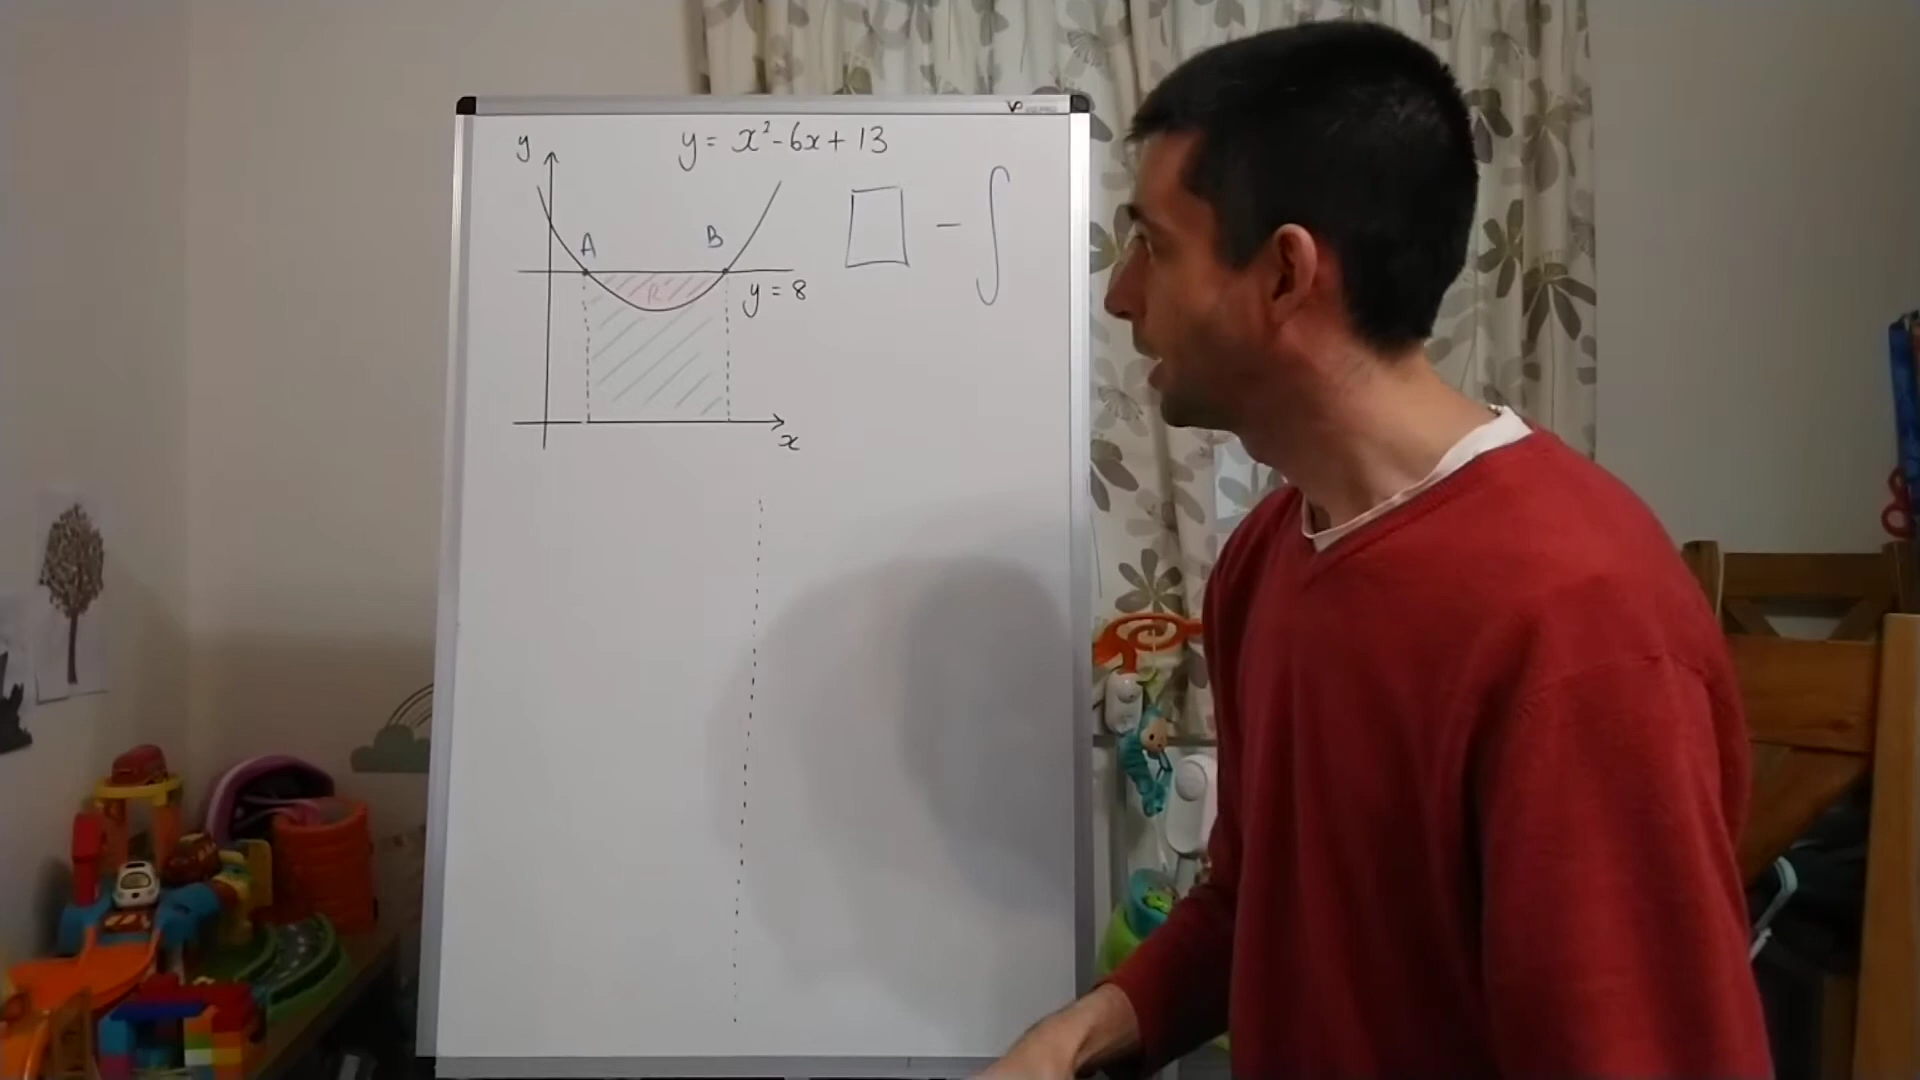 y
y = x² - 6x + 13
□ - ∫
A
B
R
y = 8
x